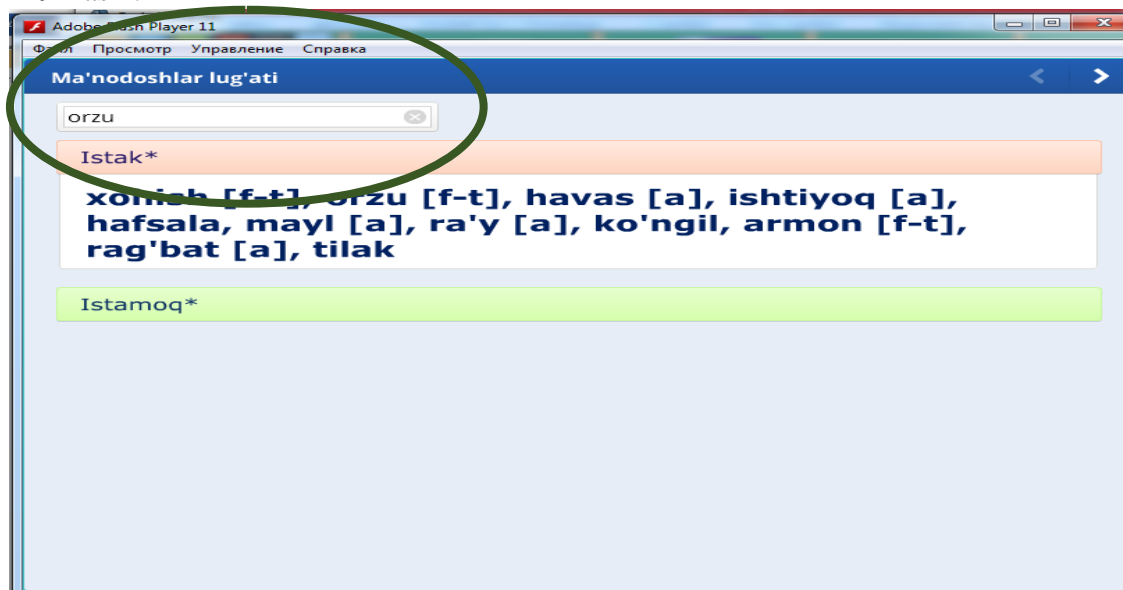 Adobe Flash Player 11
Файл Просмотр Управление Справка
Ma'nodoshlar lug'ati
orzu
Istak*
xohish [f-t], orzu [f-t], havas [a], ishtiyoq [a],
hafsala, mayl [a], ra'y [a], ko'ngil, armon [f-t],
rag'bat [a], tilak
Istamoq*